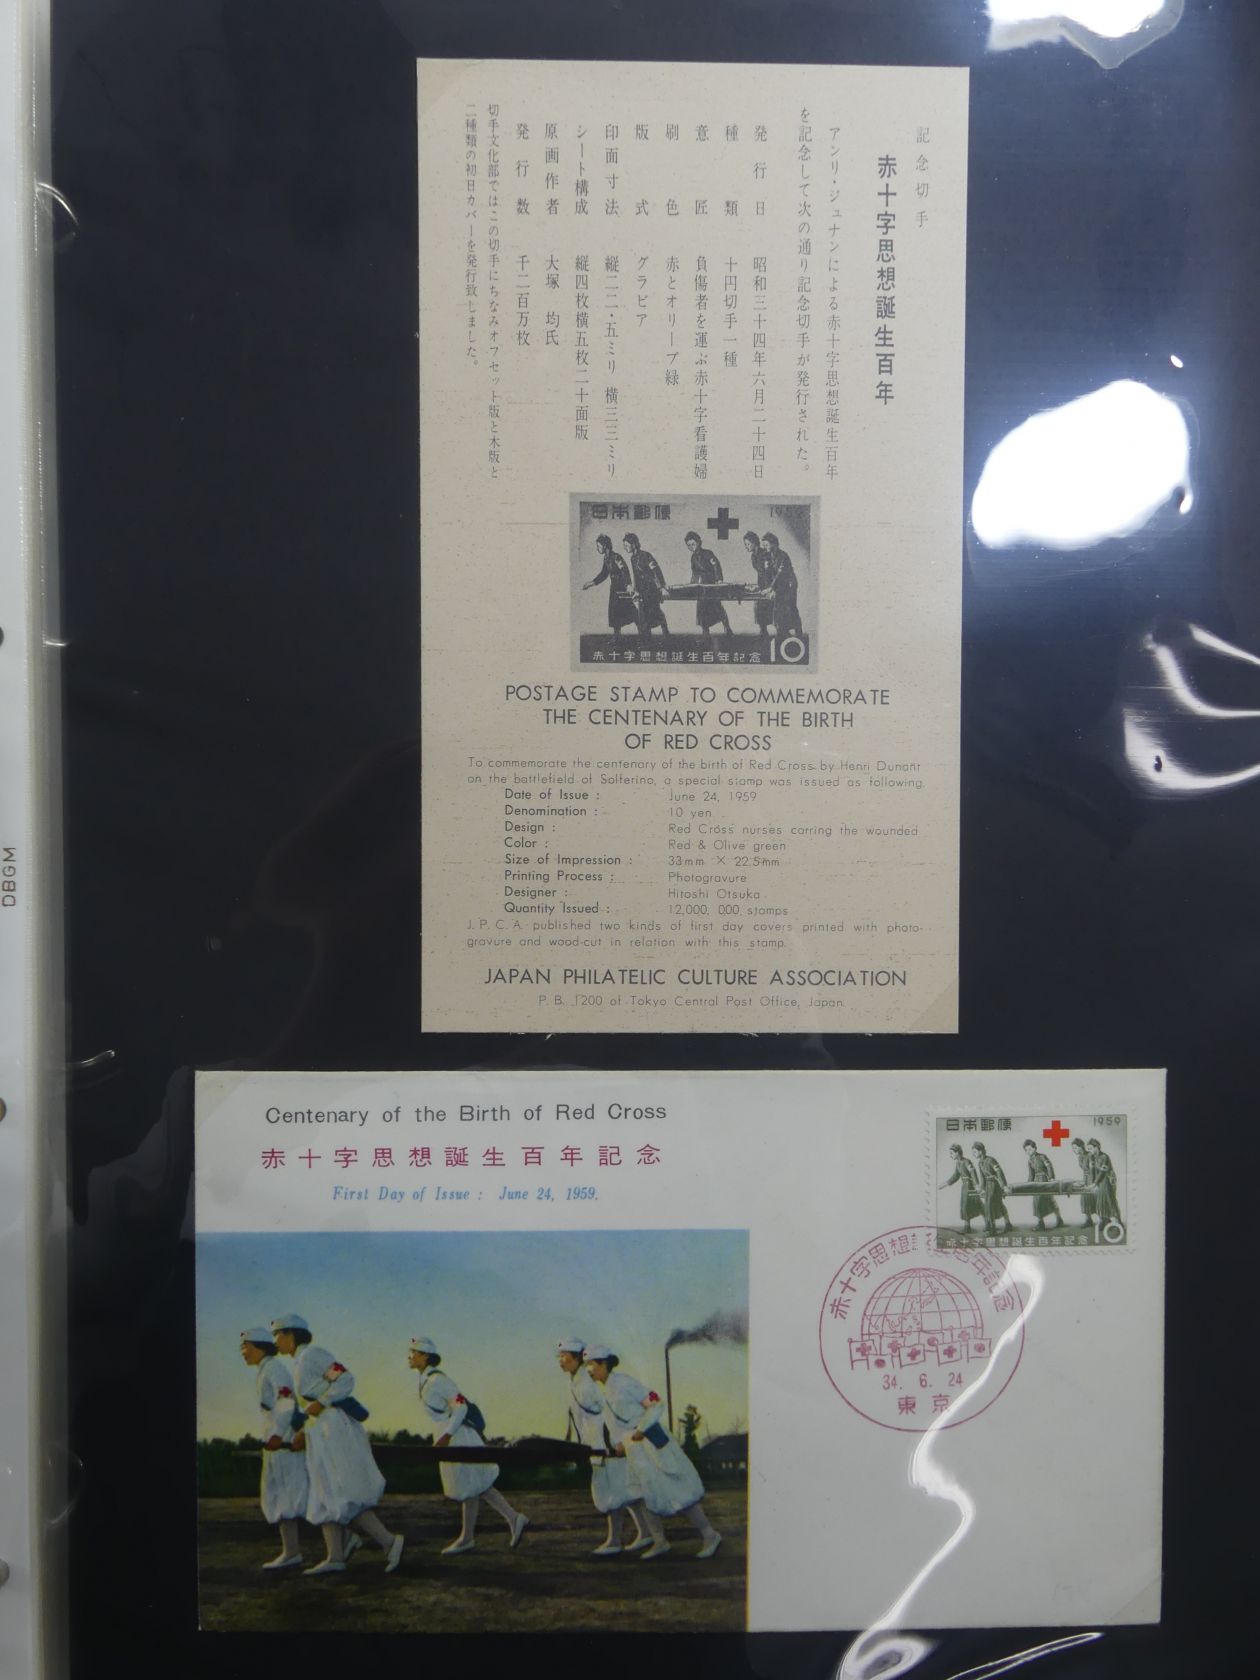 記念切手
赤十字思想誕生百年
アンリ・ジュナンによる赤十字思想誕生百年
を記念して次の通り記念切手が発行された。
発行日 昭和三十四年六月二十四日
種類 十円切手一種
意匠 負傷者を運ぶ赤十字看護婦
刷色 赤とオリーブ緑
版式 グラビア
印面寸法 縦二二・五ミリ 横三三ミリ
シート構成 縦四枚横五枚二十面版
原画作者 大塚 均氏
発行数 千二百万枚
切手文化部ではこの切手にちなみオフセット版と木版と
二種類の初日カバーを発行致しました。
日本郵便 1959
赤十字思想誕生百年記念 10
POSTAGE STAMP TO COMMEMORATE
THE CENTENARY OF THE BIRTH
OF RED CROSS
To commemorate the centenary of the birth of Red Cross by Henri Dunant
on the battlefield of Solferino, a special stamp was issued as following.
Date of Issue : June 24, 1959
Denomination : 10 yen
Design : Red Cross nurses carring the wounded
Color : Red & Olive green
Size of Impression : 33mm × 22.5mm
Printing Process : Photogravure
Designer : Hitoshi Otsuka
Quantity Issued : 12,000,000 stamps
J.P.C.A. published two kinds of first day covers printed with photo-
gravure and wood-cut in relation with this stamp.
JAPAN PHILATELIC CULTURE ASSOCIATION
P. B. 1200 of Tokyo Central Post Office, Japan.
DBGM
Centenary of the Birth of Red Cross
赤十字思想誕生百年記念
First Day of Issue : June 24, 1959.
日本郵便 1959
赤十字思想誕生百年記念 10
赤十字思想誕生百年記念
34. 6. 24
東京